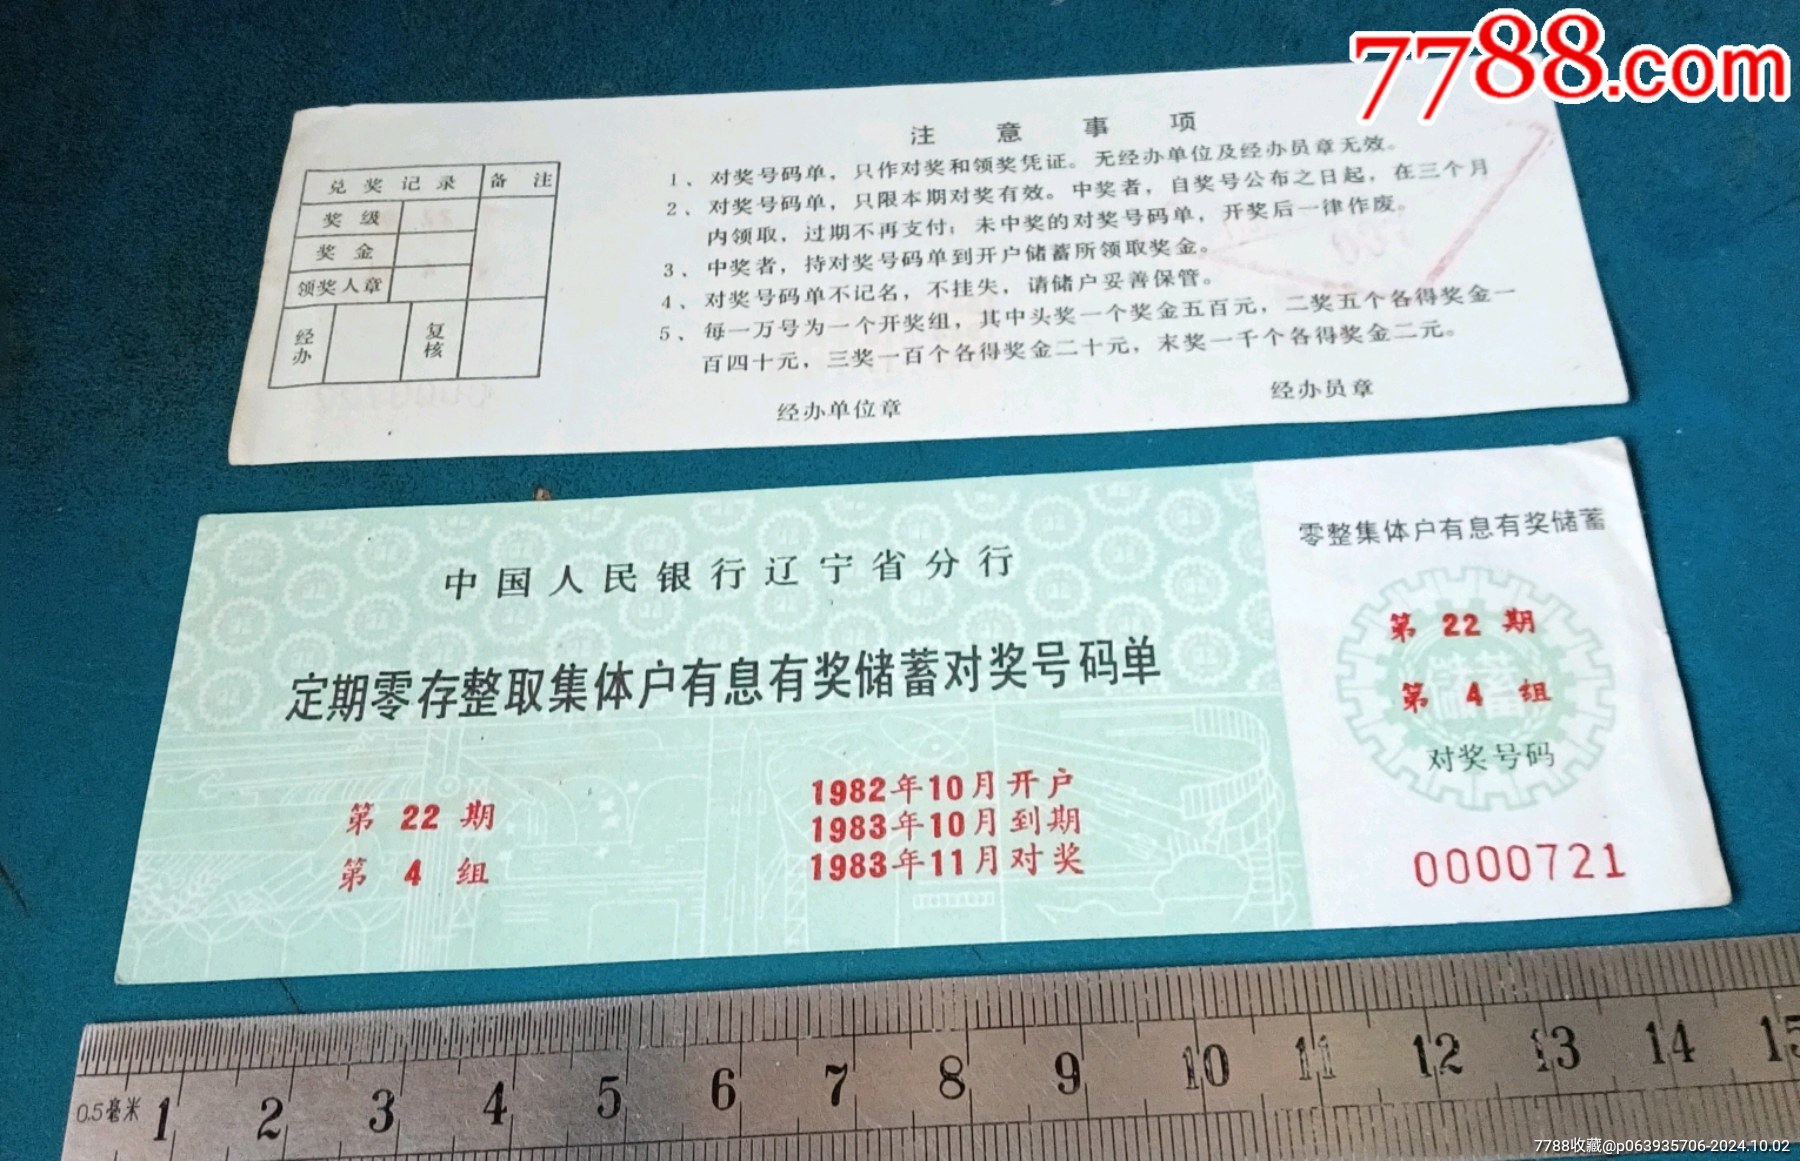 7788.com
注意事项
1、对奖号码单，只作对奖和领奖凭证。无经办单位及经办员章无效。
2、对奖号码单，只限本期对奖有效。中奖者，自奖号公布之日起，在三个月
内领取，过期不再支付；未中奖的对奖号码单，开奖后一律作废。
3、中奖者，持对奖号码单到开户储蓄所领取奖金。
4、对奖号码单不记名，不挂失，请储户妥善保管。
5、每一万号为一个开奖组，其中头奖一个奖金五百元，二奖五个各得奖金一
百四十元，三奖一百个各得奖金二十元，末奖一千个各得奖金二元。
经办单位章
经办员章
兑奖记录 备注
奖级
奖金
领奖人章
经办
复核
中国人民银行辽宁省分行
定期零存整取集体户有息有奖储蓄对奖号码单
第 22 期
第 4 组
1982年10月开户
1983年10月到期
1983年11月对奖
零整集体户有息有奖储蓄
储蓄
第 22 期
第 4 组
对奖号码
0000721
0.5毫米 1 2 3 4 5 6 7 8 9 10 11 12 13 14 15
7788收藏@p063935706-2024.10.02